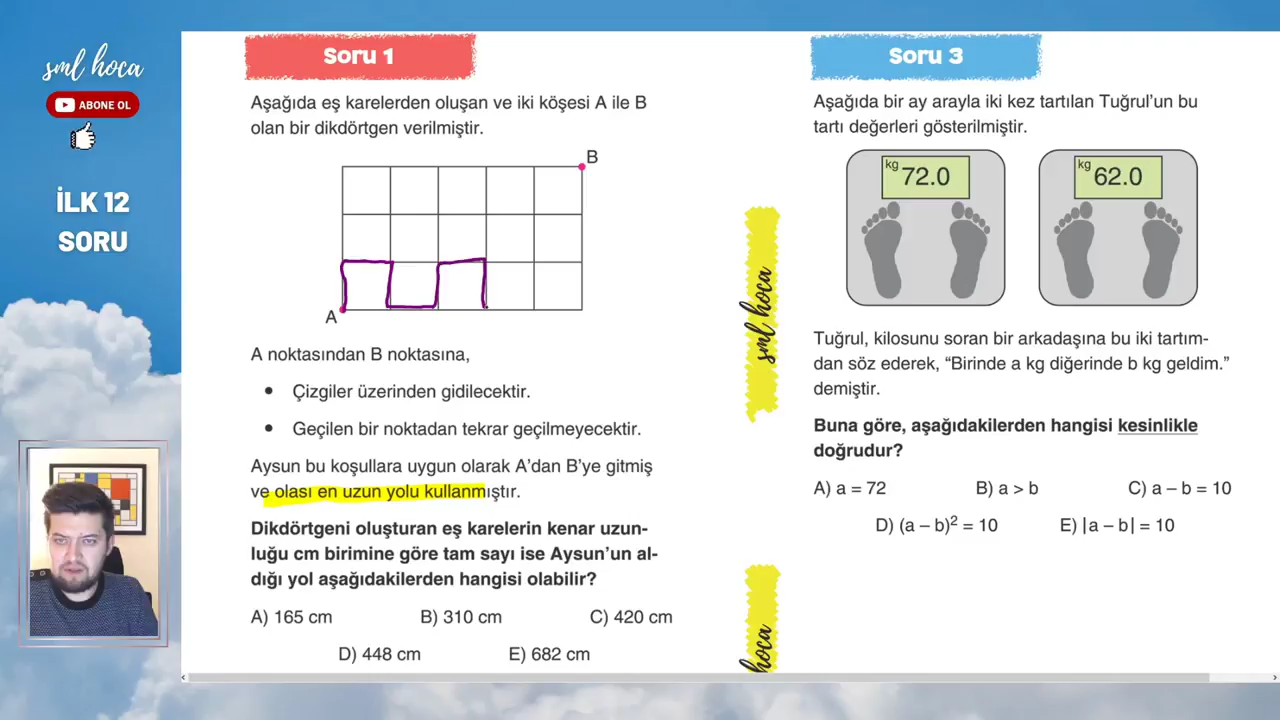 sml hoca
ABONE OL
İLK 12
SORU
Soru 1
Aşağıda eş karelerden oluşan ve iki köşesi A ile B
olan bir dikdörtgen verilmiştir.
B
A
A noktasından B noktasına,
• Çizgiler üzerinden gidilecektir.
• Geçilen bir noktadan tekrar geçilmeyecektir.
Aysun bu koşullara uygun olarak A'dan B'ye gitmiş
ve olası en uzun yolu kullanmıştır.
Dikdörtgeni oluşturan eş karelerin kenar uzun-
luğu cm birimine göre tam sayı ise Aysun'un al-
dığı yol aşağıdakilerden hangisi olabilir?
A) 165 cm B) 310 cm C) 420 cm
D) 448 cm E) 682 cm
sml hoca
hoca
Soru 3
Aşağıda bir ay arayla iki kez tartılan Tuğrul'un bu
tartı değerleri gösterilmiştir.
kg 72.0 kg 62.0
Tuğrul, kilosunu soran bir arkadaşına bu iki tartım-
dan söz ederek, “Birinde a kg diğerinde b kg geldim.”
demiştir.
Buna göre, aşağıdakilerden hangisi kesinlikle
doğrudur?
A) a = 72 B) a > b C) a – b = 10
D) (a – b)² = 10 E) |a – b| = 10